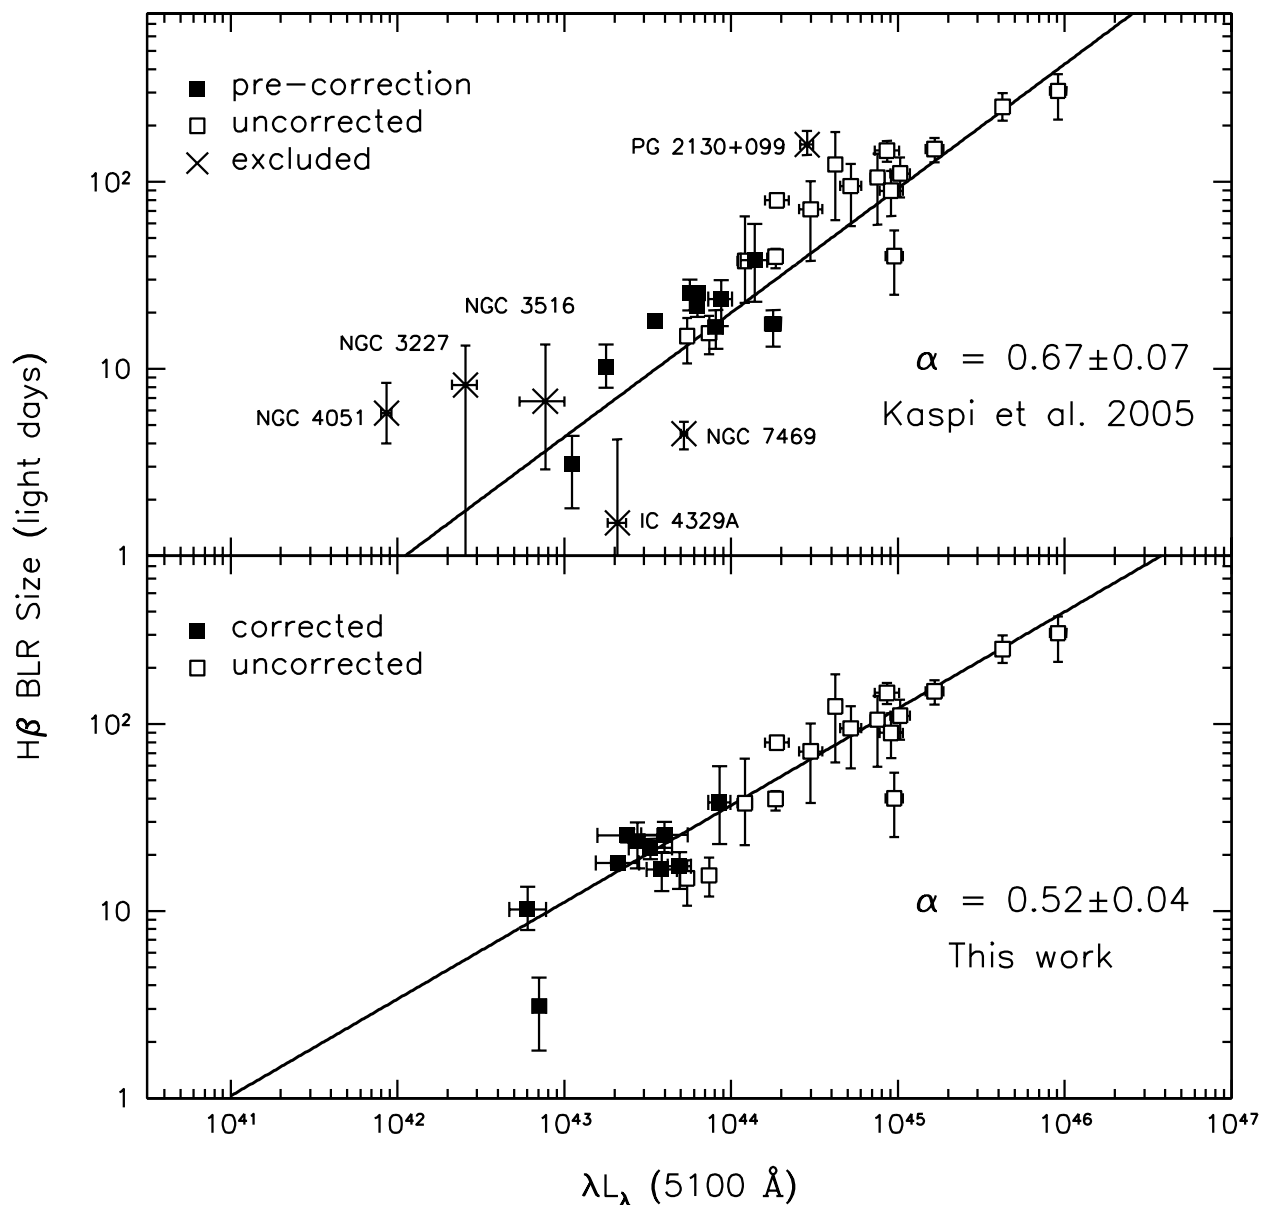 pre-correction
uncorrected
excluded
PG 2130+099
10²
NGC 3516
NGC 3227
α = 0.67±0.07
10
NGC 4051
Kaspi et al. 2005
NGC 7469
IC 4329A
1
Hβ BLR Size (light days)
corrected
uncorrected
10²
α = 0.52±0.04
10
This work
1
10⁴¹ 10⁴² 10⁴³ 10⁴⁴ 10⁴⁵ 10⁴⁶ 10⁴⁷
λL_λ (5100 Å)